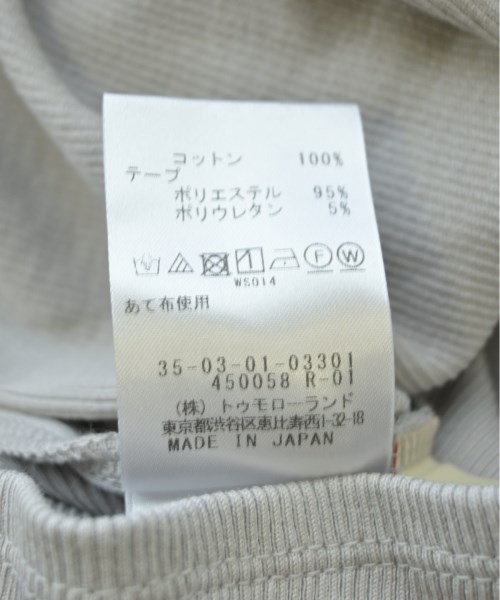 コットン 100%
テープ
ポリエステル 95%
ポリウレタン 5%
F W
WS014
あて布使用
35-03-01-03301
450058 R-01
(株) トゥモローランド
東京都渋谷区恵比寿西1-32-18
MADE IN JAPAN